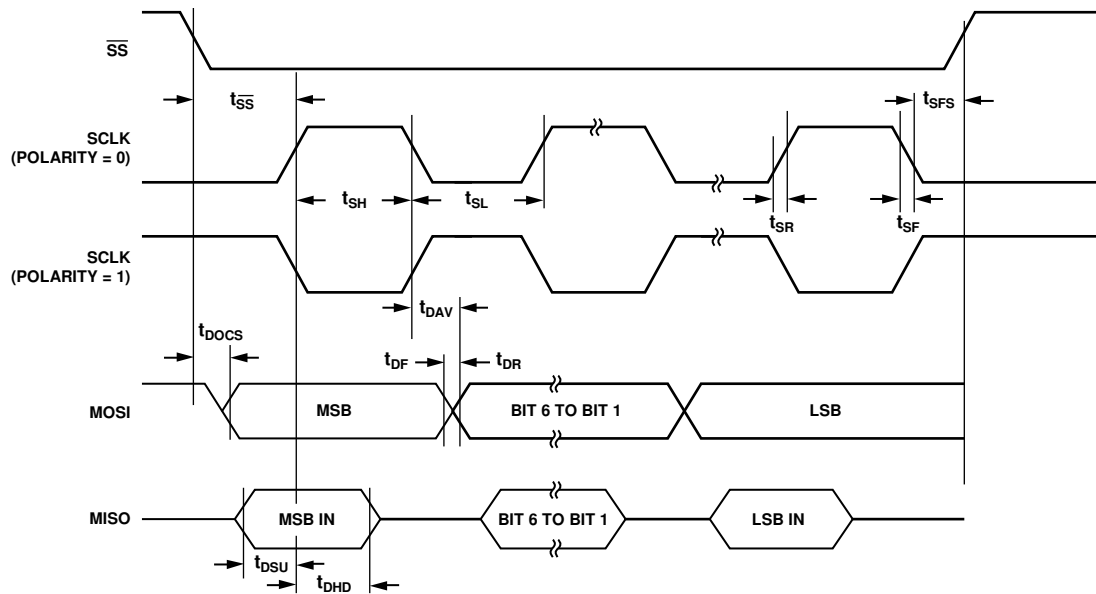 SS
tSS
tSFS
SCLK
(POLARITY = 0)
tSH
tSL
tSR
tSF
SCLK
(POLARITY = 1)
tDAV
tDOCS
tDF
tDR
MOSI
MSB
BIT 6 TO BIT 1
LSB
MISO
MSB IN
BIT 6 TO BIT 1
LSB IN
tDSU
tDHD